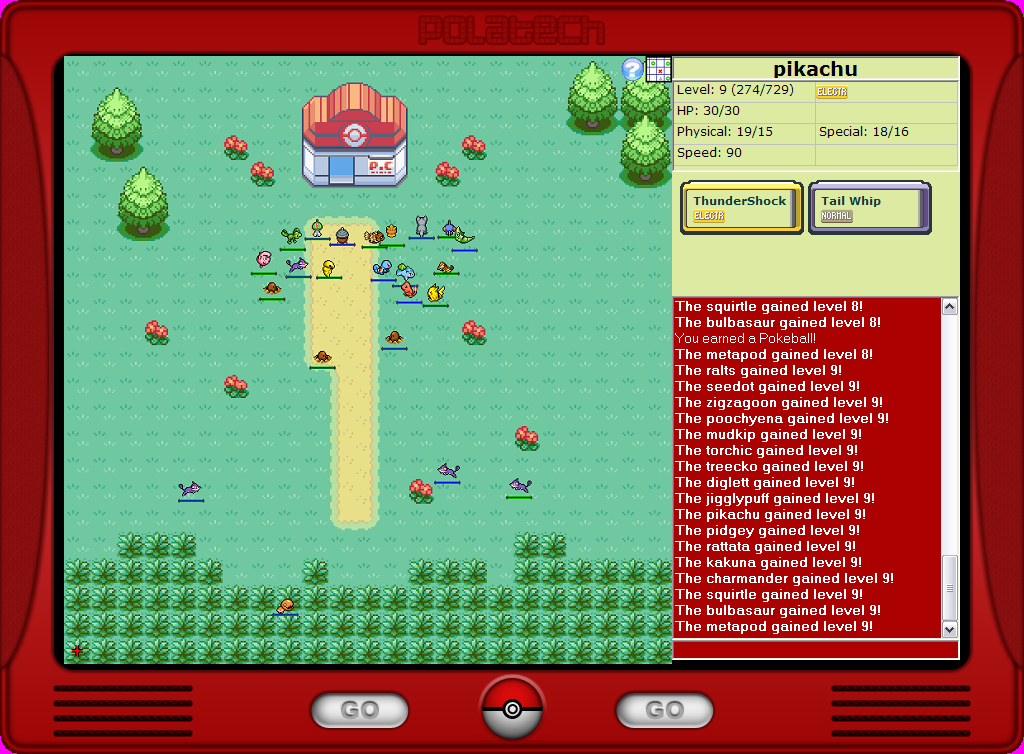 POLATECH
?
pikachu
Level: 9 (274/729) ELECTR
HP: 30/30
Physical: 19/15 Special: 18/16
Speed: 90
P.C
ThunderShock Tail Whip
ELECTR NORMAL
The squirtle gained level 8!
The bulbasaur gained level 8!
You earned a Pokeball!
The metapod gained level 8!
The ralts gained level 9!
The seedot gained level 9!
The zigzagoon gained level 9!
The poochyena gained level 9!
The mudkip gained level 9!
The torchic gained level 9!
The treecko gained level 9!
The diglett gained level 9!
The jigglypuff gained level 9!
The pikachu gained level 9!
The pidgey gained level 9!
The rattata gained level 9!
The kakuna gained level 9!
The charmander gained level 9!
The squirtle gained level 9!
The bulbasaur gained level 9!
The metapod gained level 9!
GO GO